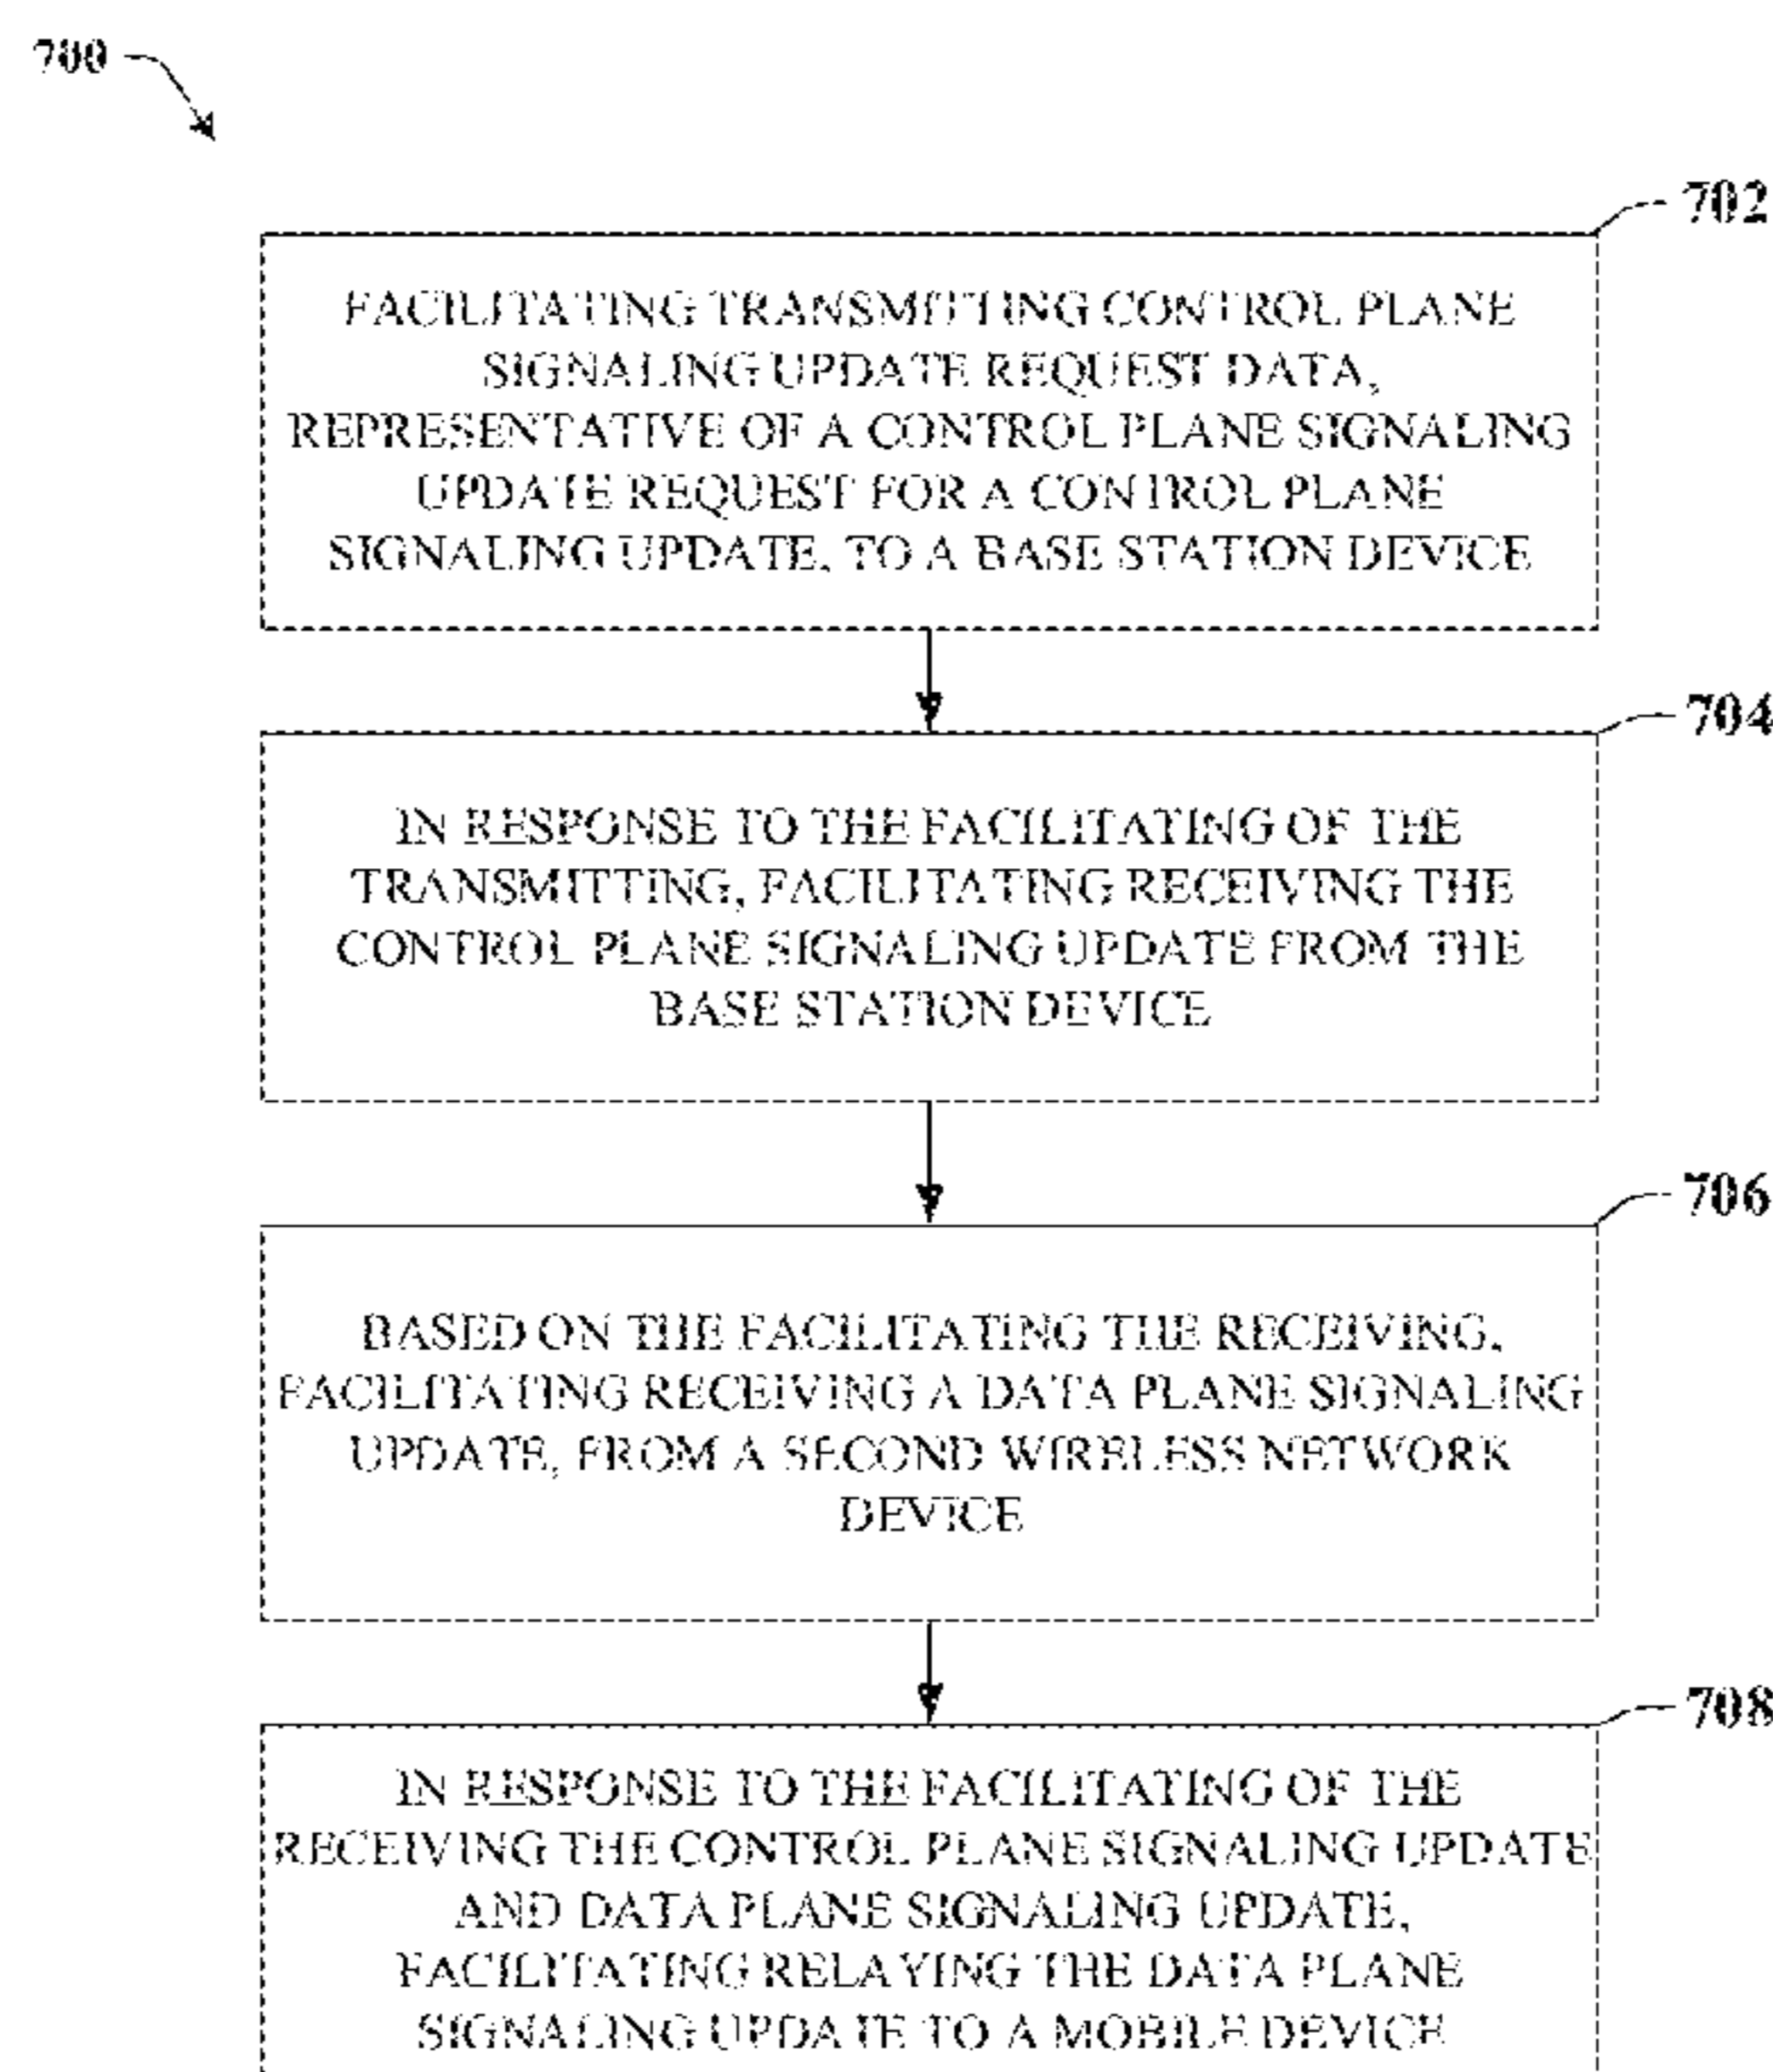 700
702
FACILITATING TRANSMITTING CONTROL PLANE
SIGNALING UPDATE REQUEST DATA,
REPRESENTATIVE OF A CONTROL PLANE SIGNALING
UPDATE REQUEST FOR A CONTROL PLANE
SIGNALING UPDATE, TO A BASE STATION DEVICE
704
IN RESPONSE TO THE FACILITATING OF THE
TRANSMITTING, FACILITATING RECEIVING THE
CONTROL PLANE SIGNALING UPDATE FROM THE
BASE STATION DEVICE
706
BASED ON THE FACILITATING THE RECEIVING,
FACILITATING RECEIVING A DATA PLANE SIGNALING
UPDATE, FROM A SECOND WIRELESS NETWORK
DEVICE
708
IN RESPONSE TO THE FACILITATING OF THE
RECEIVING THE CONTROL PLANE SIGNALING UPDATE
AND DATA PLANE SIGNALING UPDATE,
FACILITATING RELAYING THE DATA PLANE
SIGNALING UPDATE TO A MOBILE DEVICE